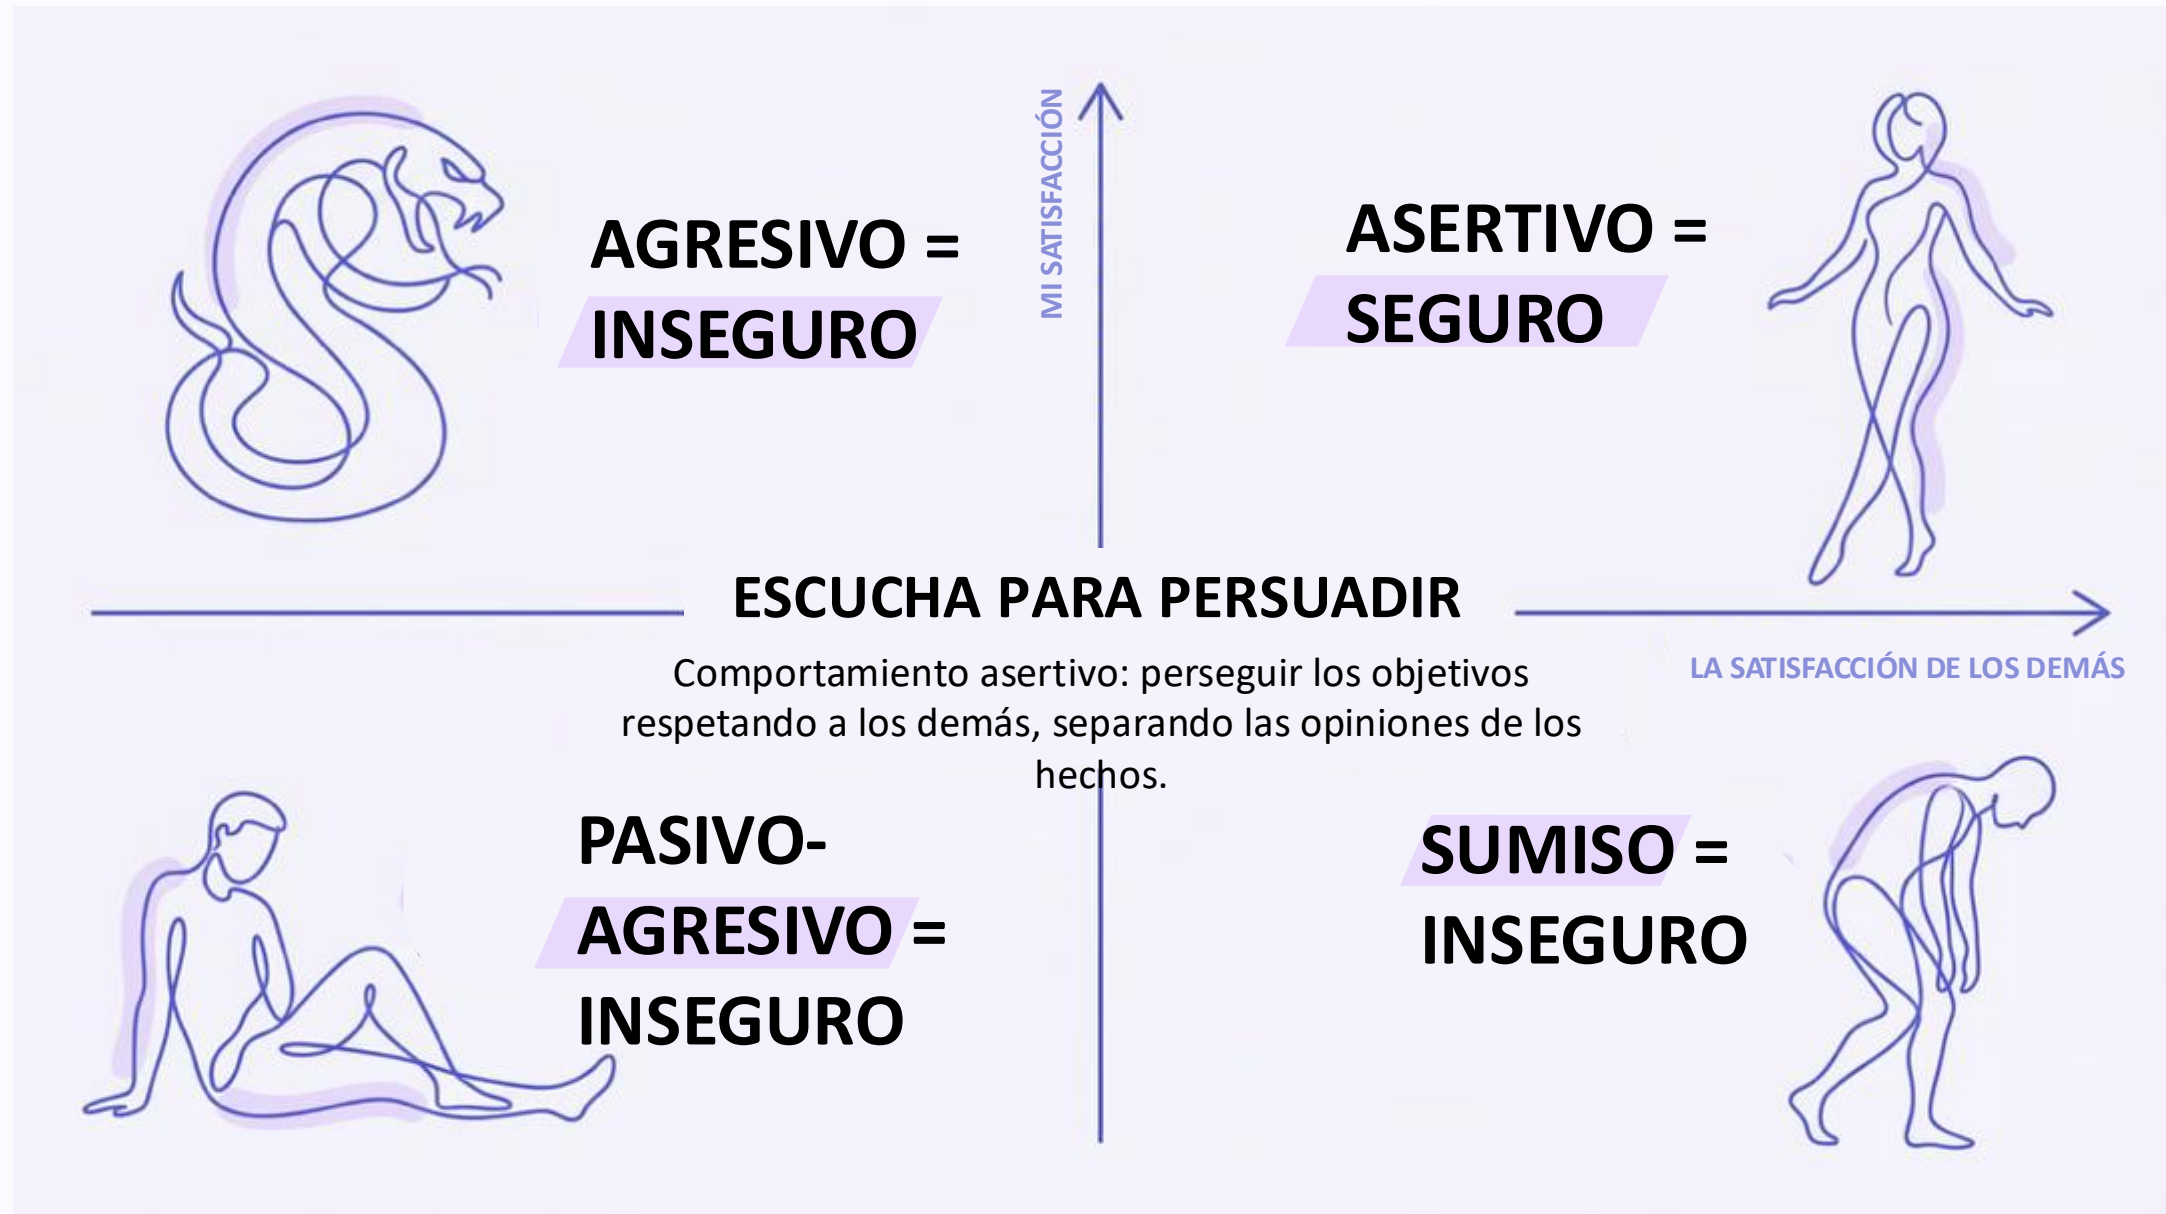 MI SATISFACCIÓN
AGRESIVO =
INSEGURO
ASERTIVO =
SEGURO
ESCUCHA PARA PERSUADIR
LA SATISFACCIÓN DE LOS DEMÁS
Comportamiento asertivo: perseguir los objetivos
respetando a los demás, separando las opiniones de los
hechos.
PASIVO-
AGRESIVO =
INSEGURO
SUMISO =
INSEGURO